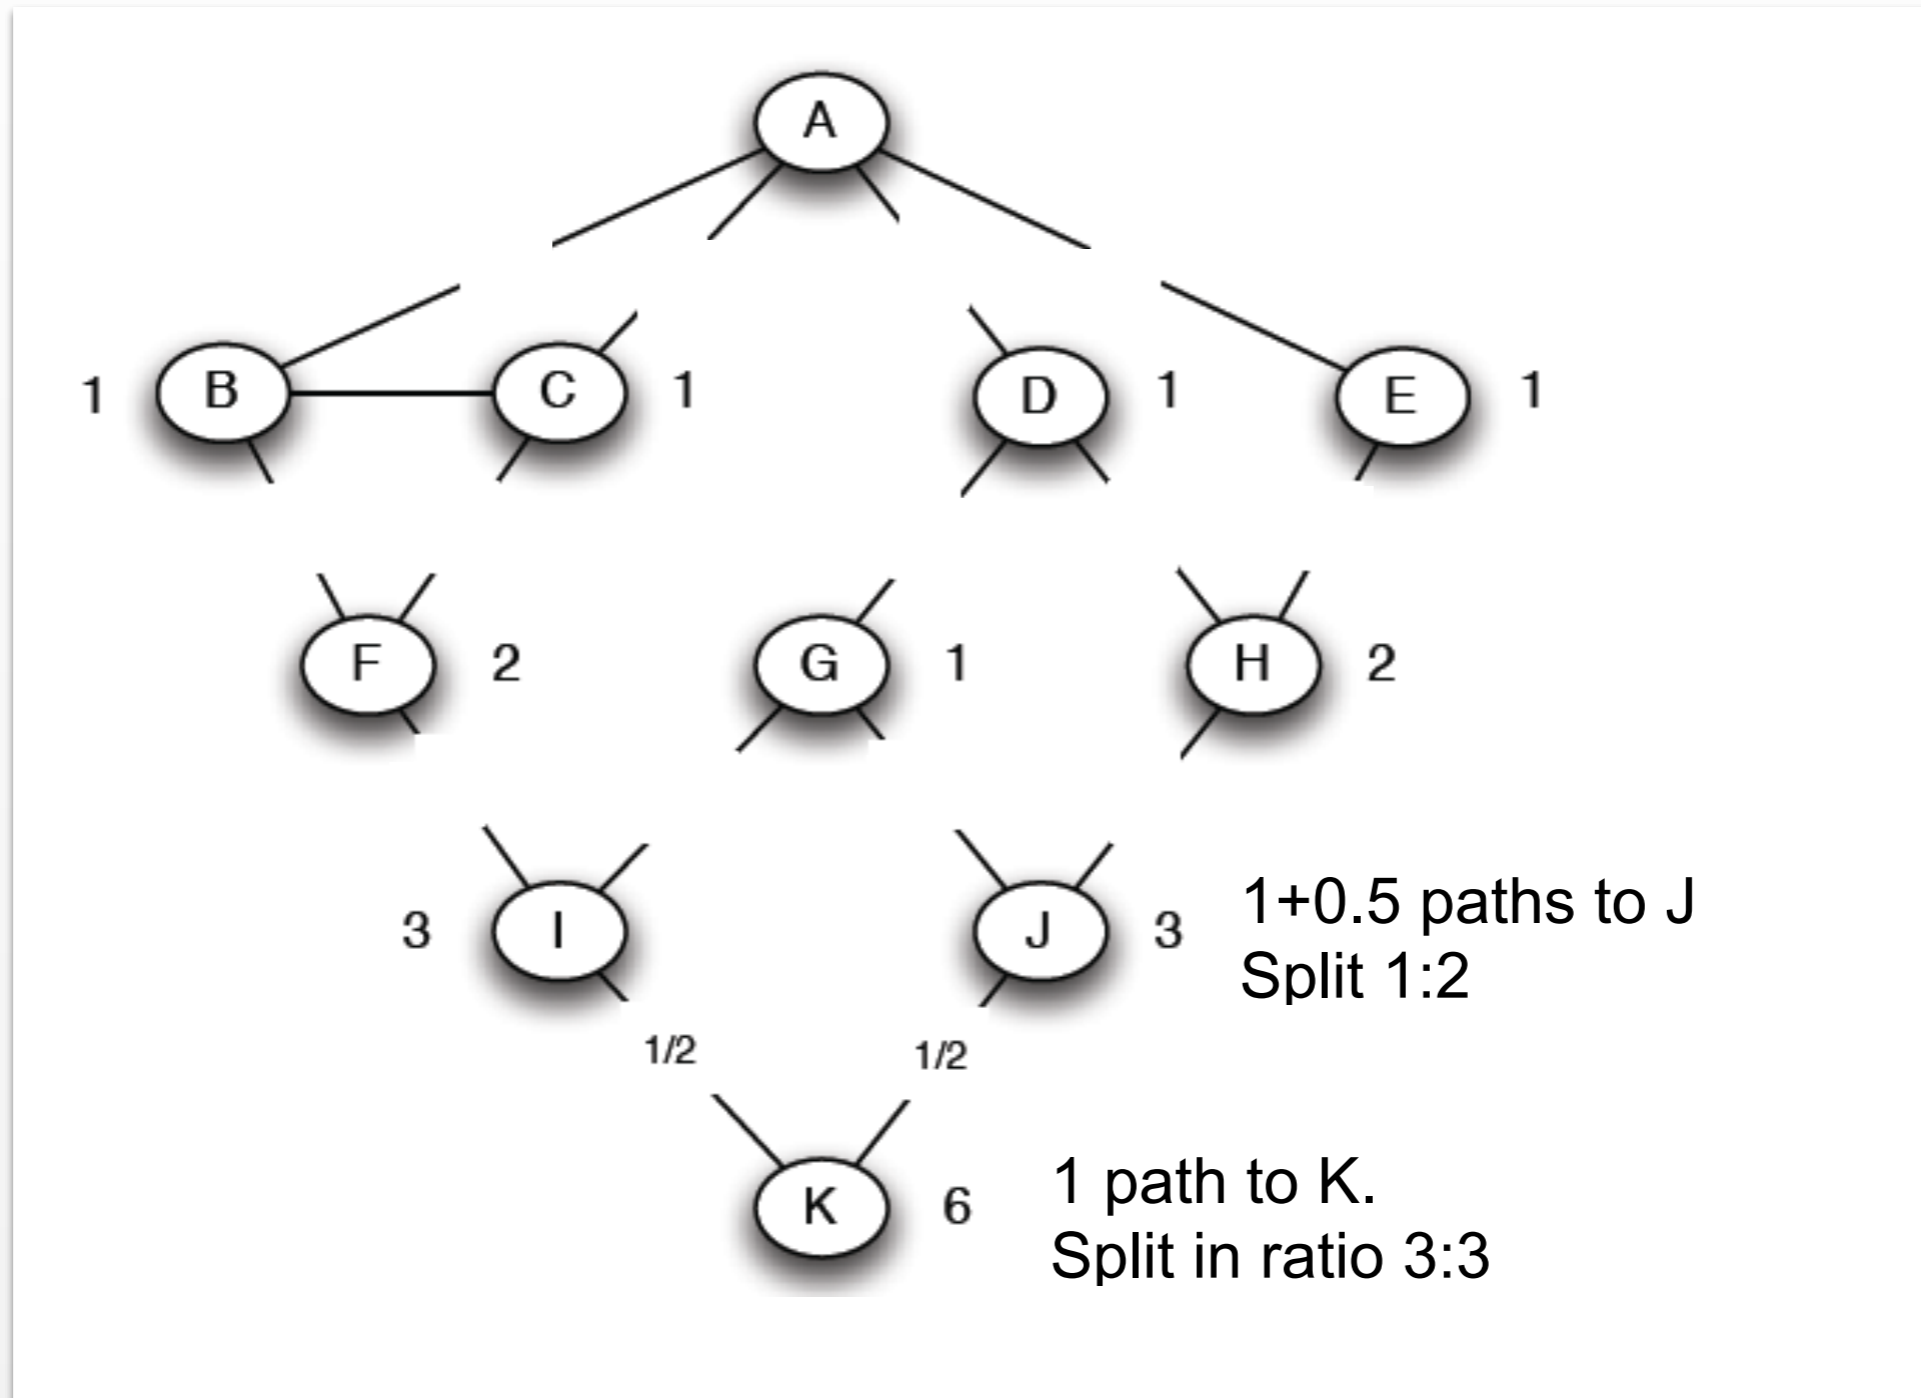 A
1 B C 1 D 1 E 1
F 2 G 1 H 2
3 I J 3 1+0.5 paths to J
Split 1:2
1/2 1/2
K 6 1 path to K.
Split in ratio 3:3